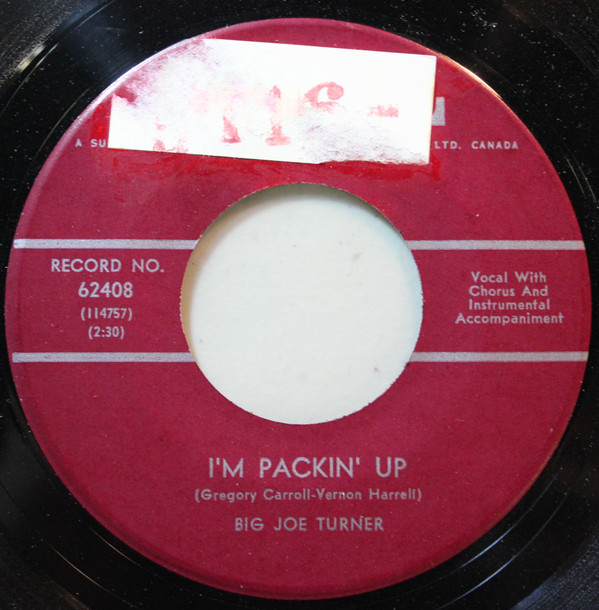 A SU
LTD. CANADA
RECORD NO.
62408
(114757)
(2:30)
Vocal With
Chorus And
Instrumental
Accompaniment
I'M PACKIN' UP
(Gregory Carroll-Vernon Harrell)
BIG JOE TURNER